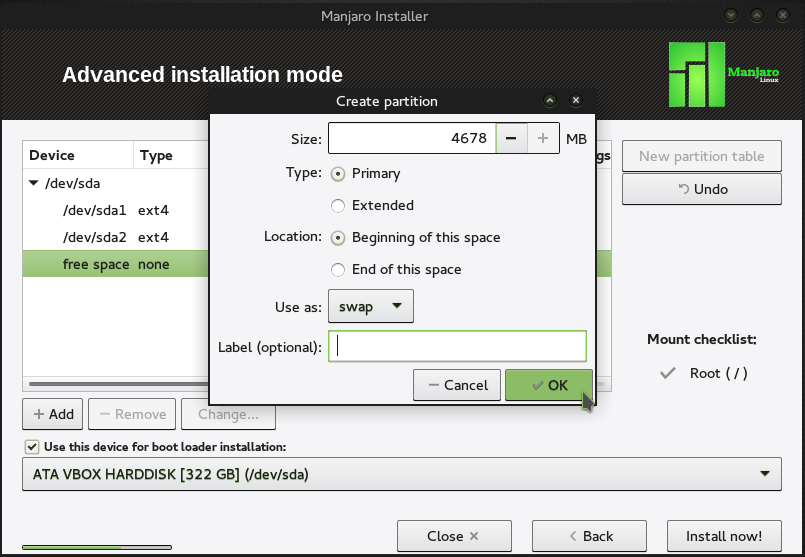 Manjaro Installer
Advanced installation mode
Manjaro
Linux
Create partition
Size: 4678 − + MB
Type: Primary
Extended
Location: Beginning of this space
End of this space
Use as: swap
Label (optional):
Cancel OK
Device Type
/dev/sda
/dev/sda1 ext4
/dev/sda2 ext4
free space none
gs
New partition table
Undo
Mount checklist:
Root ( / )
+ Add − Remove Change...
Use this device for boot loader installation:
ATA VBOX HARDDISK [322 GB] (/dev/sda)
Close Back Install now!